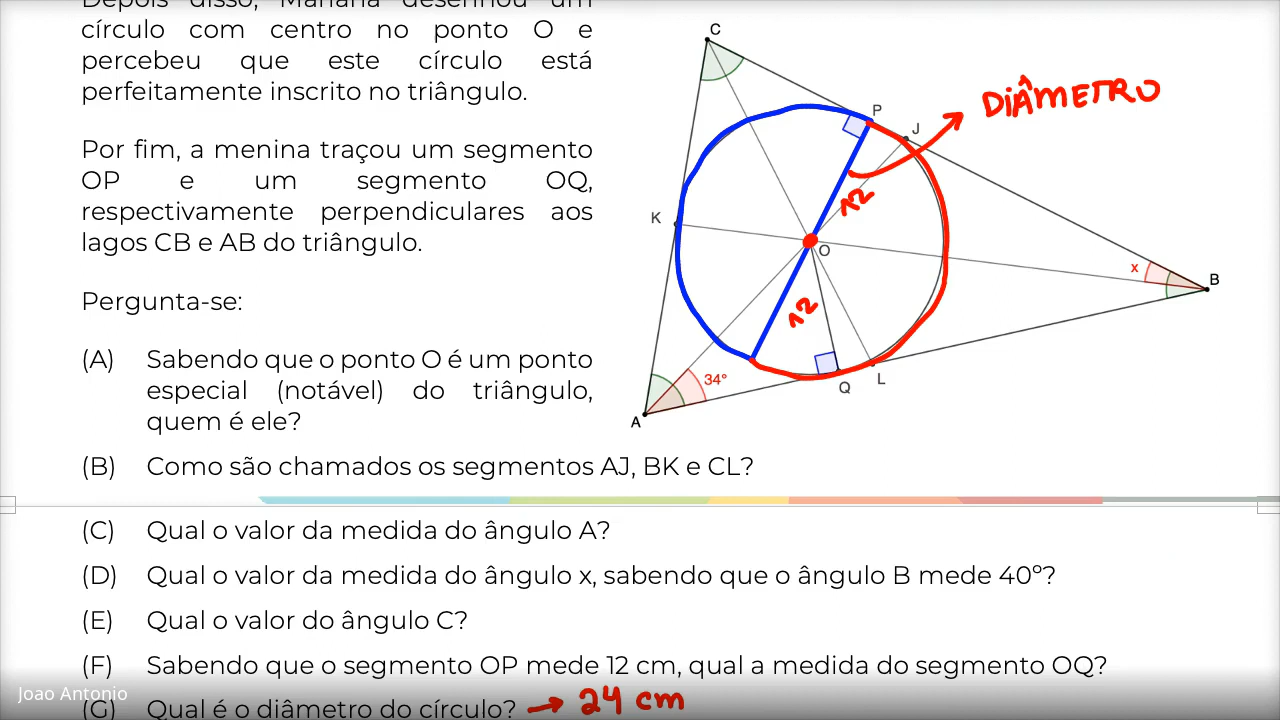 Depois disso, Mariana desenhou um
círculo com centro no ponto O e
percebeu que este círculo está
perfeitamente inscrito no triângulo.
Por fim, a menina traçou um segmento
OP e um segmento OQ,
respectivamente perpendiculares aos
lagos CB e AB do triângulo.
Pergunta-se:
(A) Sabendo que o ponto O é um ponto
especial (notável) do triângulo,
quem é ele?
(B) Como são chamados os segmentos AJ, BK e CL?
C
P
J
DIÂMETRO
12
K
O
x
B
12
34°
Q
L
A
(C) Qual o valor da medida do ângulo A?
(D) Qual o valor da medida do ângulo x, sabendo que o ângulo B mede 40º?
(E) Qual o valor do ângulo C?
(F) Sabendo que o segmento OP mede 12 cm, qual a medida do segmento OQ?
Joao Antonio
(G) Qual é o diâmetro do círculo? → 24 cm